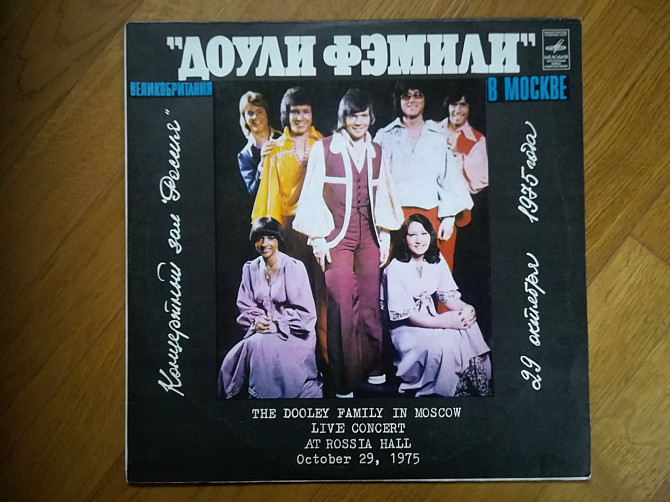 "ДОУЛИ ФЭМИЛИ"
МЕЛОДИЯ
ВЕЛИКОБРИТАНИЯ
В МОСКВЕ
Концертный зал "Россия"
29 октября 1975 года
THE DOOLEY FAMILY IN MOSCOW
LIVE CONCERT
AT ROSSIA HALL
October 29, 1975